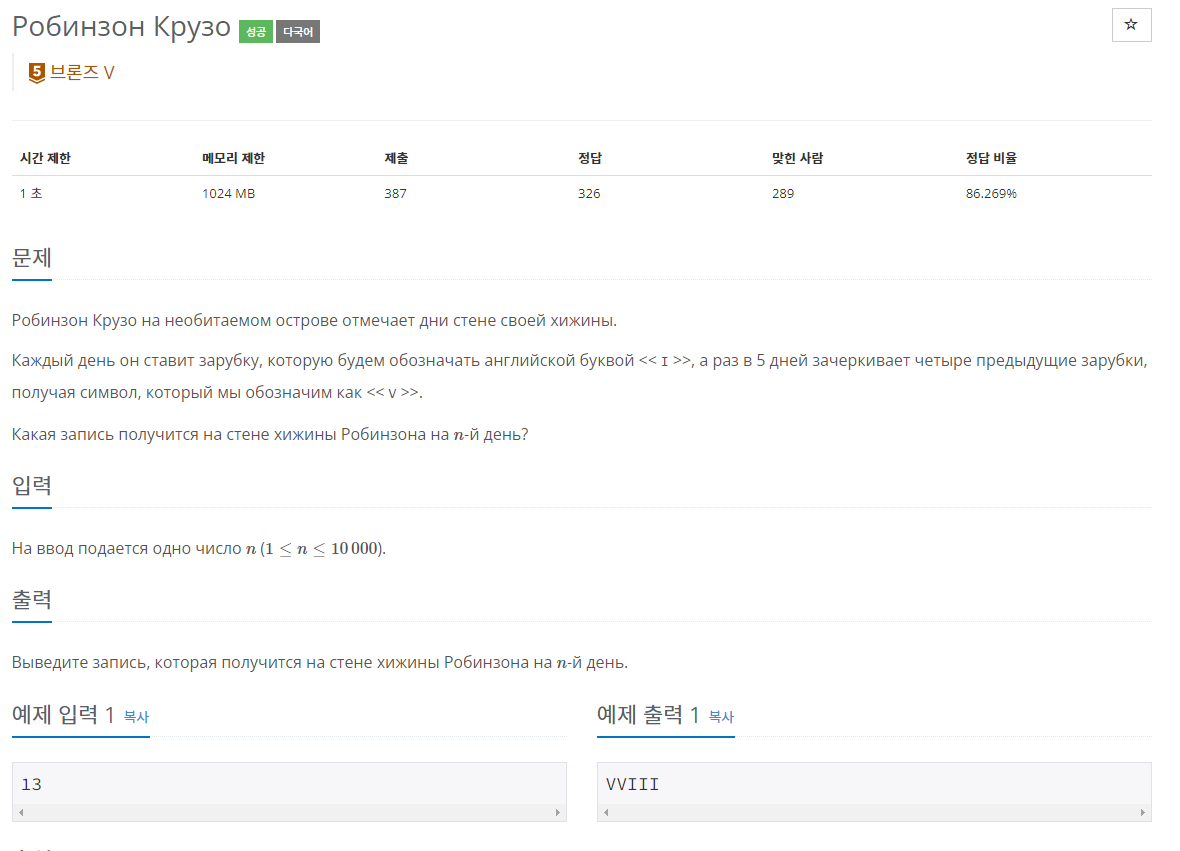 Робинзон Крузо 성공 다국어
☆
5 브론즈 V
시간 제한 메모리 제한 제출 정답 맞힌 사람 정답 비율
1 초 1024 MB 387 326 289 86.269%
문제
Робинзон Крузо на необитаемом острове отмечает дни стене своей хижины.
Каждый день он ставит зарубку, которую будем обозначать английской буквой << I >>, а раз в 5 дней зачеркивает четыре предыдущие зарубки,
получая символ, который мы обозначим как << V >>.
Какая запись получится на стене хижины Робинзона на n-й день?
입력
На ввод подается одно число n (1 ≤ n ≤ 10 000).
출력
Выведите запись, которая получится на стене хижины Робинзона на n-й день.
예제 입력 1 복사 예제 출력 1 복사
13 VVIII